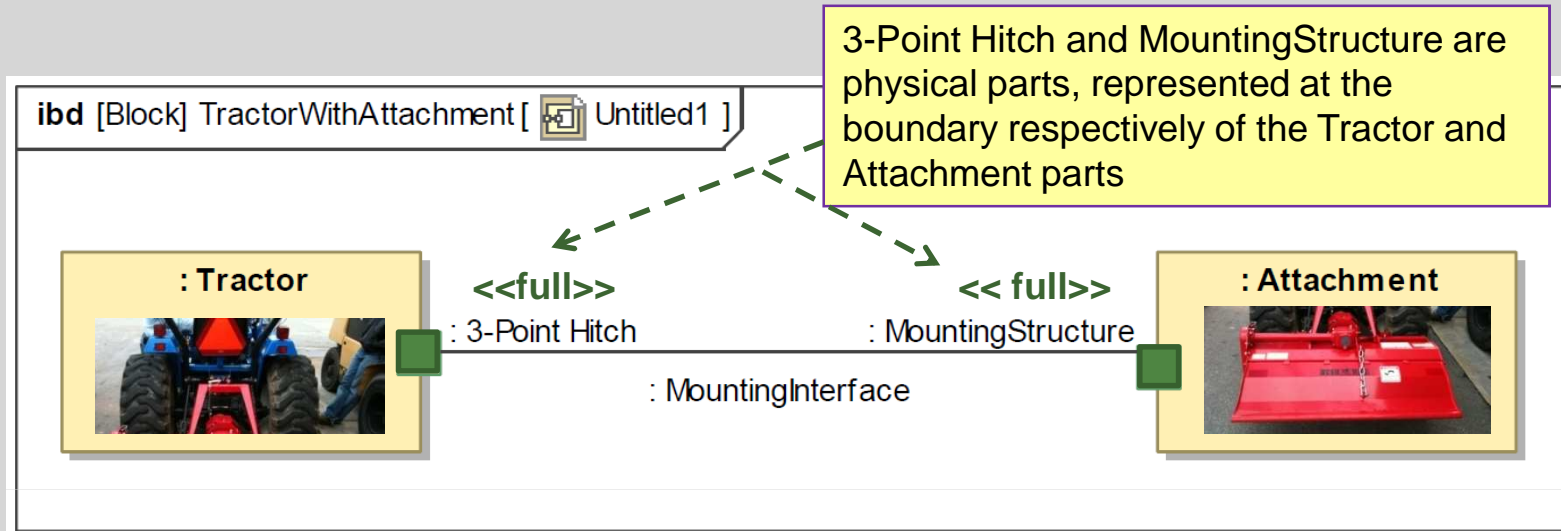 3-Point Hitch and MountingStructure are
physical parts, represented at the
boundary respectively of the Tractor and
Attachment parts
ibd [Block] TractorWithAttachment [ Untitled1 ]
: Tractor
<<full>>
<< full>>
: Attachment
: 3-Point Hitch
: MountingStructure
: MountingInterface